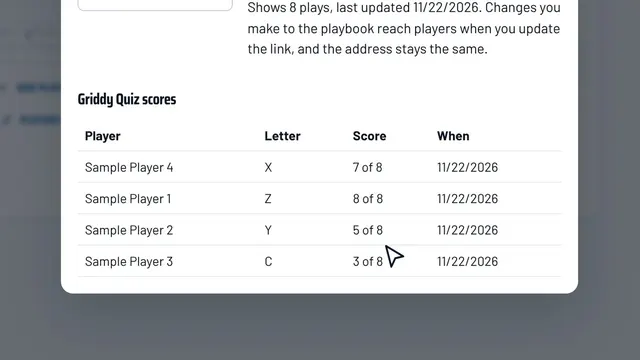 Shows 8 plays, last updated 11/22/2026. Changes you
make to the playbook reach players when you update
the link, and the address stays the same.
Griddy Quiz scores
Player Letter Score When
Sample Player 4 X 7 of 8 11/22/2026
Sample Player 1 Z 8 of 8 11/22/2026
Sample Player 2 Y 5 of 8 11/22/2026
Sample Player 3 C 3 of 8 11/22/2026